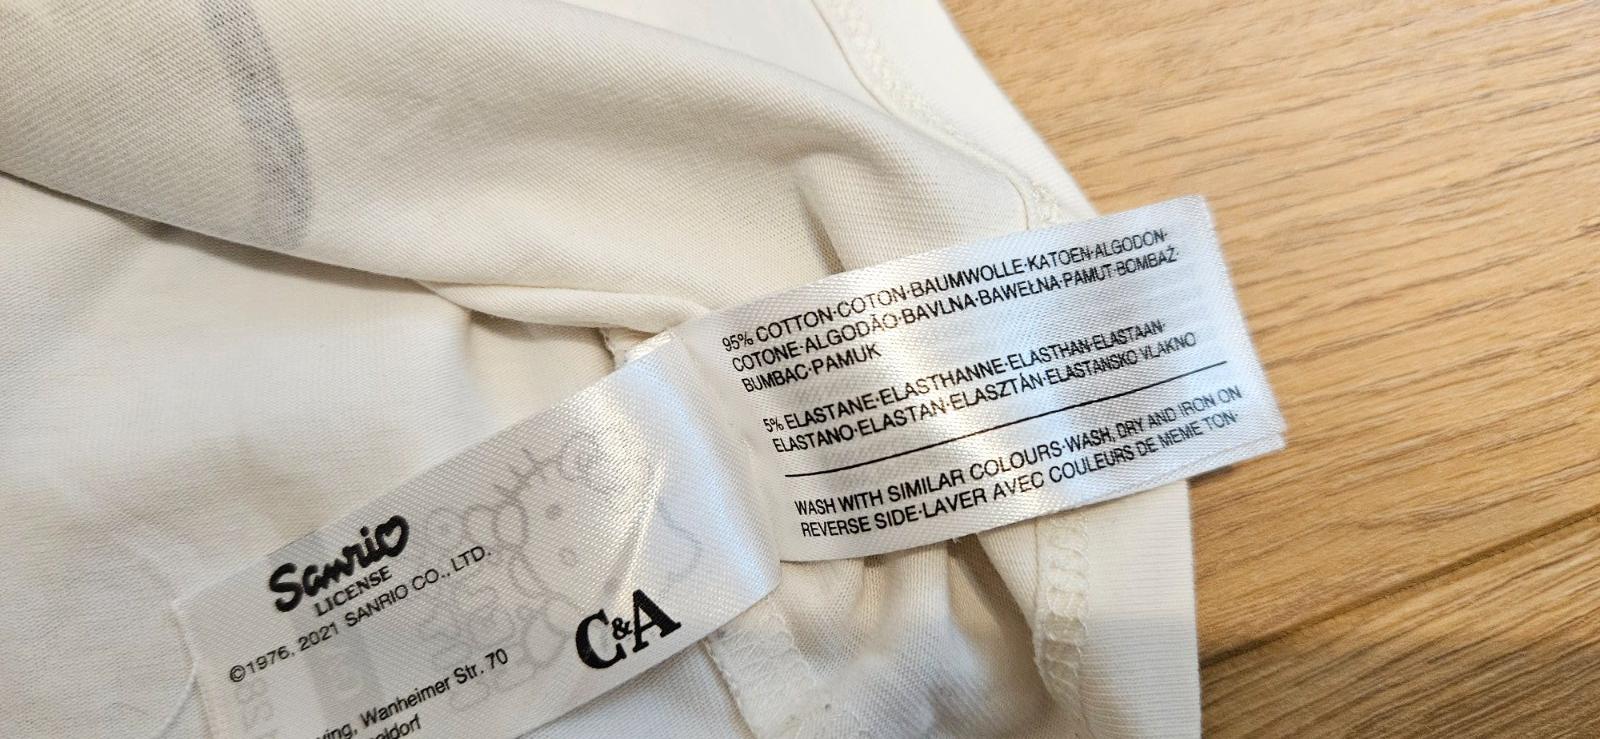 95% COTTON·COTON·BAUMWOLLE·KATOEN·ALGODON·
COTONE·ALGODÃO·BAVLNA·BAWEŁNA·PAMUT·BOMBAŽ·
BUMBAC·PAMUK
5% ELASTANE·ELASTHANNE·ELASTHAN·ELASTAAN·
ELASTANO·ELASTAN·ELASZTÁN·ELASTANSKO VLAKNO
WASH WITH SIMILAR COLOURS·WASH, DRY AND IRON ON
REVERSE SIDE·LAVER AVEC COULEURS DE MEME TON·
Sanrio
LICENSE
©1976, 2021 SANRIO CO., LTD.
C&A
Wanheimer Str. 70